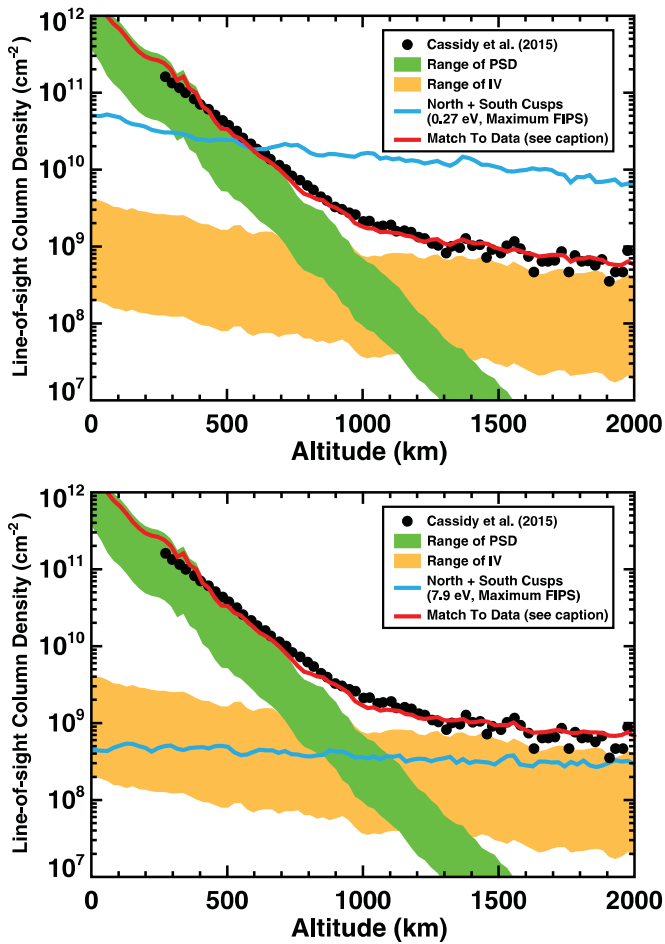 Line-of-sight Column Density (cm⁻²)
10¹²
10¹¹
10¹⁰
10⁹
10⁸
10⁷
Cassidy et al. (2015)
Range of PSD
Range of IV
North + South Cusps
(0.27 eV, Maximum FIPS)
Match To Data (see caption)
0 500 1000 1500 2000
Altitude (km)
Line-of-sight Column Density (cm⁻²)
10¹²
10¹¹
10¹⁰
10⁹
10⁸
10⁷
Cassidy et al. (2015)
Range of PSD
Range of IV
North + South Cusps
(7.9 eV, Maximum FIPS)
Match To Data (see caption)
0 500 1000 1500 2000
Altitude (km)